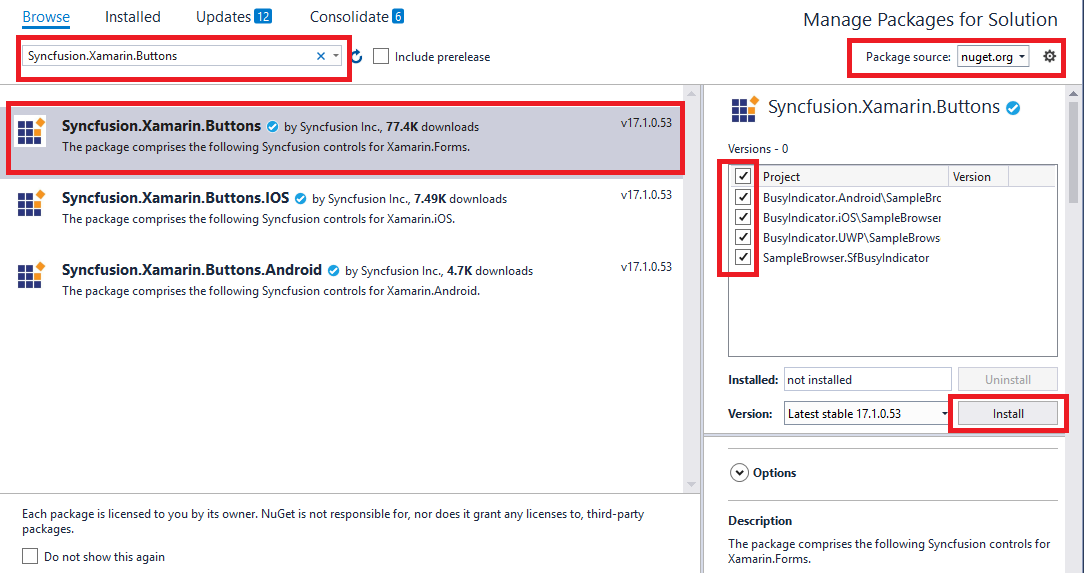 Browse Installed Updates 12 Consolidate 6
Manage Packages for Solution
Syncfusion.Xamarin.Buttons
Include prerelease
Package source: nuget.org
Syncfusion.Xamarin.Buttons by Syncfusion Inc., 77.4K downloads v17.1.0.53
The package comprises the following Syncfusion controls for Xamarin.Forms.
Syncfusion.Xamarin.Buttons.IOS by Syncfusion Inc., 7.49K downloads v17.1.0.53
The package comprises the following Syncfusion controls for Xamarin.iOS.
Syncfusion.Xamarin.Buttons.Android by Syncfusion Inc., 4.7K downloads v17.1.0.53
The package comprises the following Syncfusion controls for Xamarin.Android.
Each package is licensed to you by its owner. NuGet is not responsible for, nor does it grant any licenses to, third-party
packages.
Do not show this again
Syncfusion.Xamarin.Buttons
Versions - 0
Project Version
BusyIndicator.Android\SampleBrc
BusyIndicator.iOS\SampleBrowser
BusyIndicator.UWP\SampleBrows
SampleBrowser.SfBusyIndicator
Installed: not installed Uninstall
Version: Latest stable 17.1.0.53 Install
Options
Description
The package comprises the following Syncfusion controls for
Xamarin.Forms.